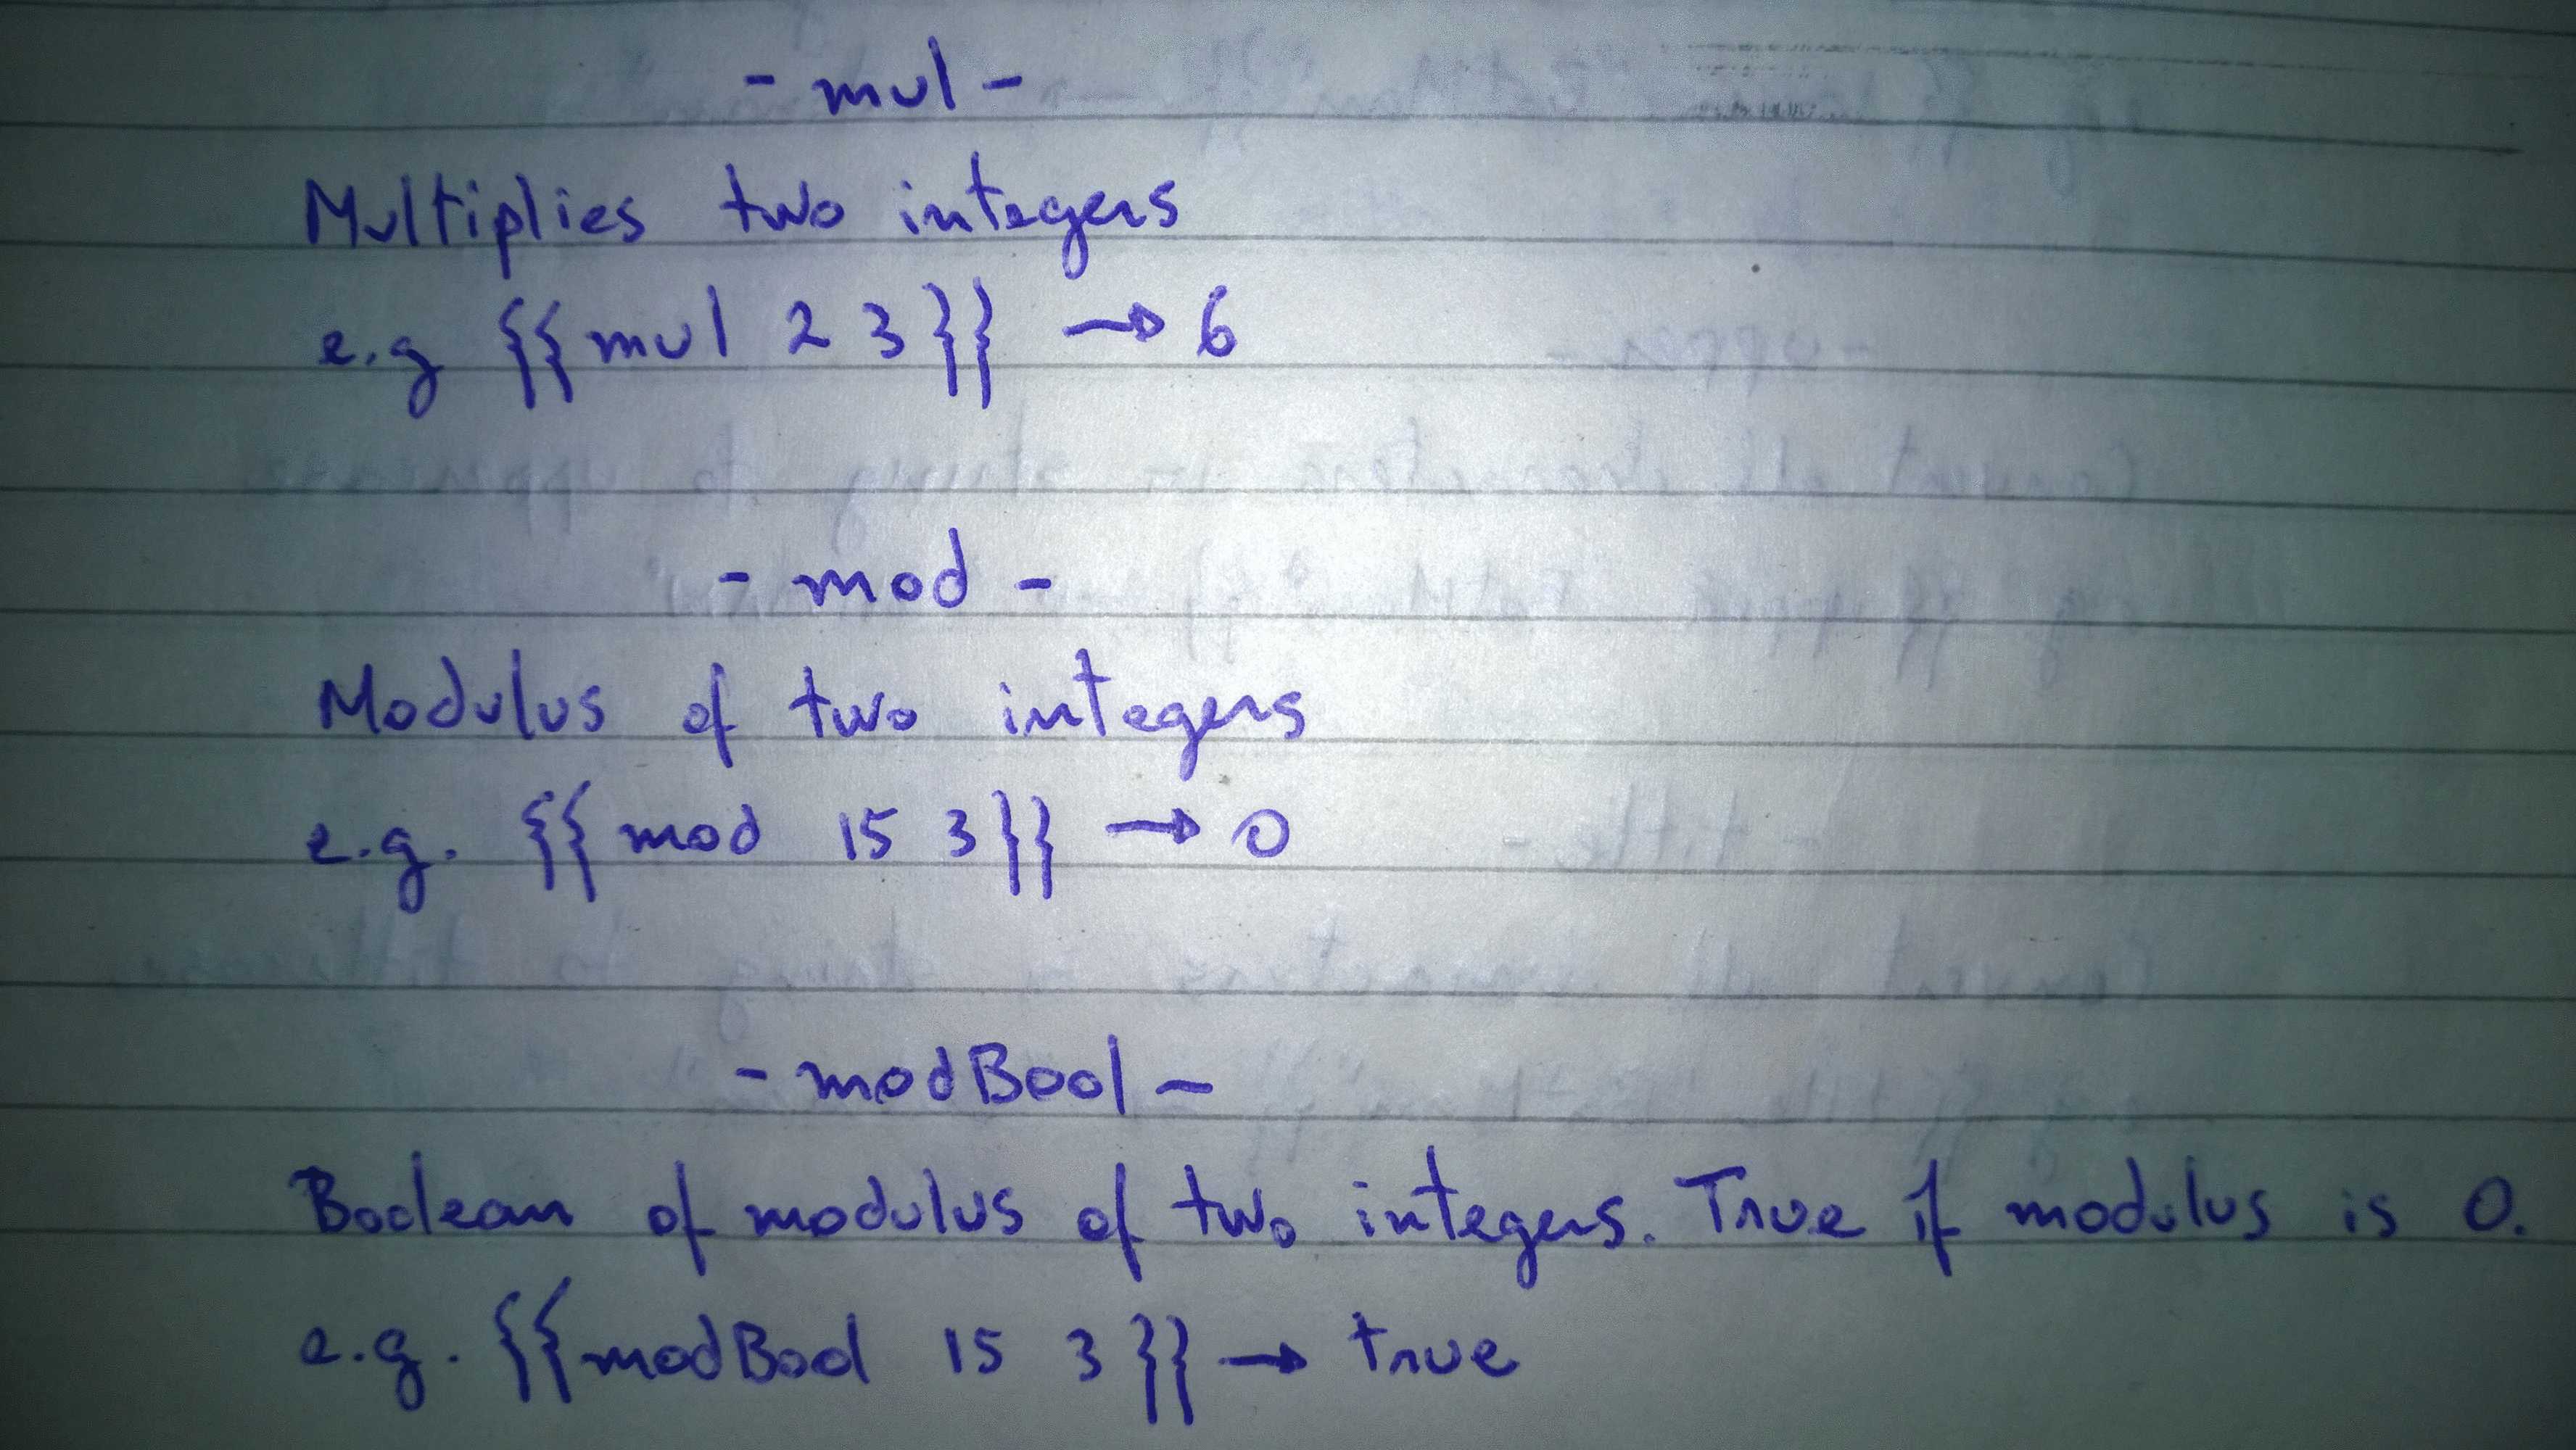 - mul -
Multiplies two integers
e.g {{mul 2 3}} → 6
- mod -
Modulus of two integers
e.g. {{mod 15 3}} → 0
- modBool -
Boolean of modulus of two integers. True if modulus is 0.
e.g. {{modBool 15 3}} → true